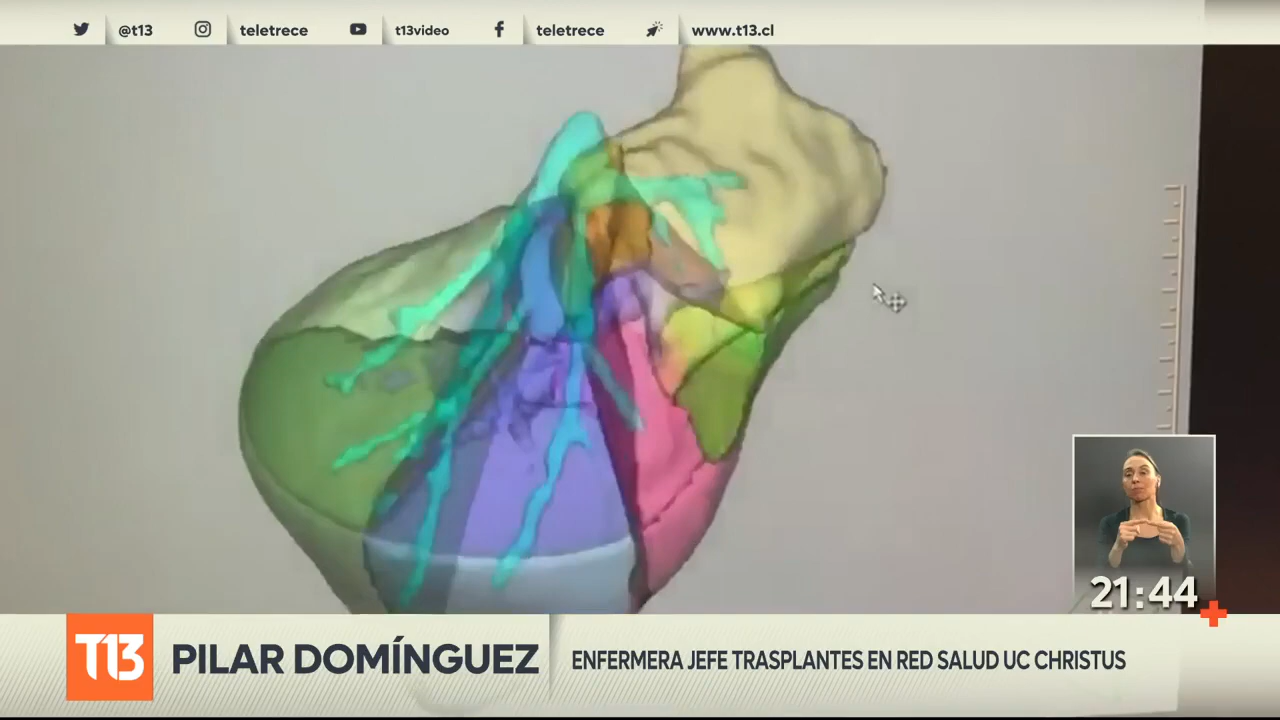 @t13 teletrece t13video teletrece www.t13.cl
21:44
T13 PILAR DOMÍNGUEZ ENFERMERA JEFE TRASPLANTES EN RED SALUD UC CHRISTUS